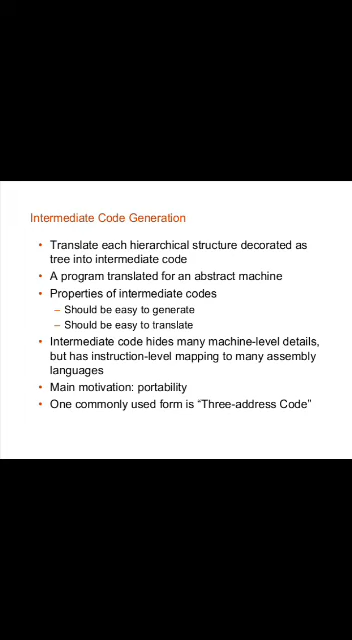 Intermediate Code Generation
• Translate each hierarchical structure decorated as
tree into intermediate code
• A program translated for an abstract machine
• Properties of intermediate codes
– Should be easy to generate
– Should be easy to translate
• Intermediate code hides many machine-level details,
but has instruction-level mapping to many assembly
languages
• Main motivation: portability
• One commonly used form is “Three-address Code”